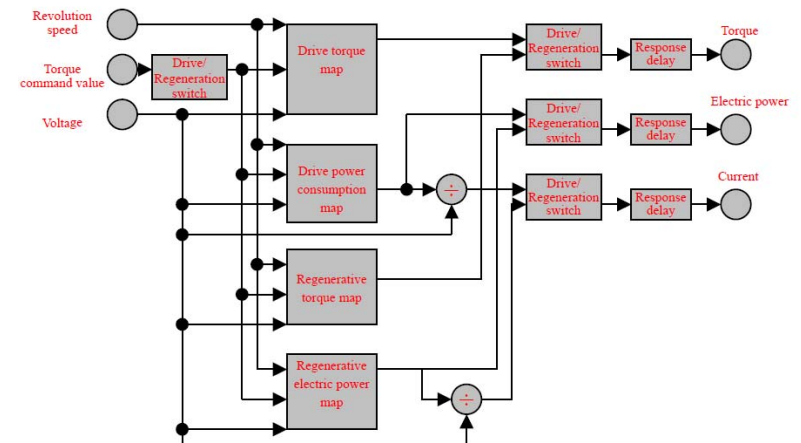 Revolution
speed
Torque
command value
Voltage
Drive/
Regeneration
switch
Drive torque
map
Drive power
consumption
map
÷
Regenerative
torque map
Regenerative
electric power
map
÷
Drive/
Regeneration
switch
Response
delay
Torque
Drive/
Regeneration
switch
Response
delay
Electric power
Drive/
Regeneration
switch
Response
delay
Current